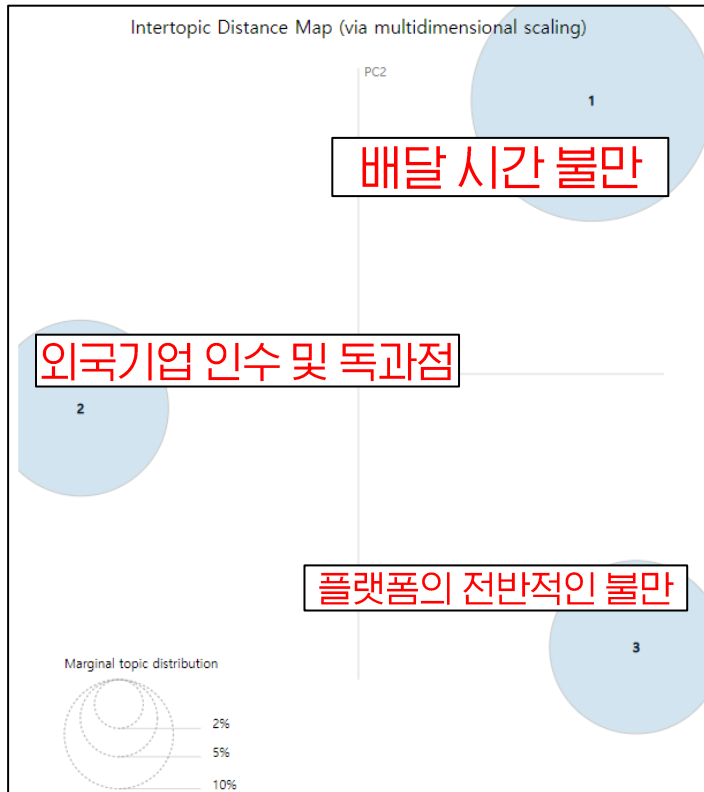 Intertopic Distance Map (via multidimensional scaling)
PC2
1
배달 시간 불만
외국기업 인수 및 독과점
2
플랫폼의 전반적인 불만
3
Marginal topic distribution
2%
5%
10%